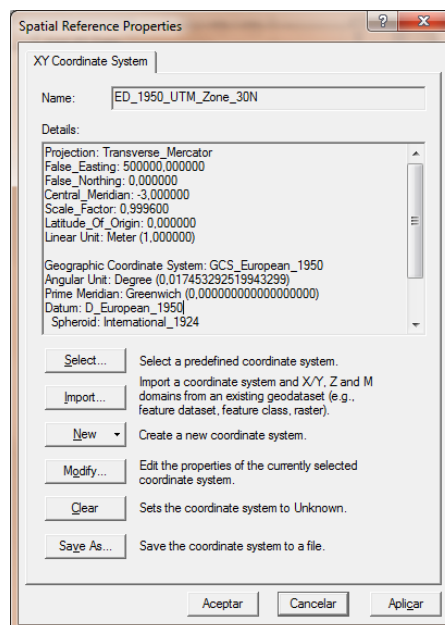 Spatial Reference Properties
XY Coordinate System
Name: ED_1950_UTM_Zone_30N
Details:
Projection: Transverse_Mercator
False_Easting: 500000,000000
False_Northing: 0,000000
Central_Meridian: -3,000000
Scale_Factor: 0,999600
Latitude_Of_Origin: 0,000000
Linear Unit: Meter (1,000000)
Geographic Coordinate System: GCS_European_1950
Angular Unit: Degree (0,017453292519943299)
Prime Meridian: Greenwich (0,000000000000000000)
Datum: D_European_1950
Spheroid: International_1924
Select... Select a predefined coordinate system.
Import... Import a coordinate system and X/Y, Z and M
domains from an existing geodataset (e.g.,
feature dataset, feature class, raster).
New Create a new coordinate system.
Modify... Edit the properties of the currently selected
coordinate system.
Clear Sets the coordinate system to Unknown.
Save As... Save the coordinate system to a file.
Aceptar Cancelar Aplicar